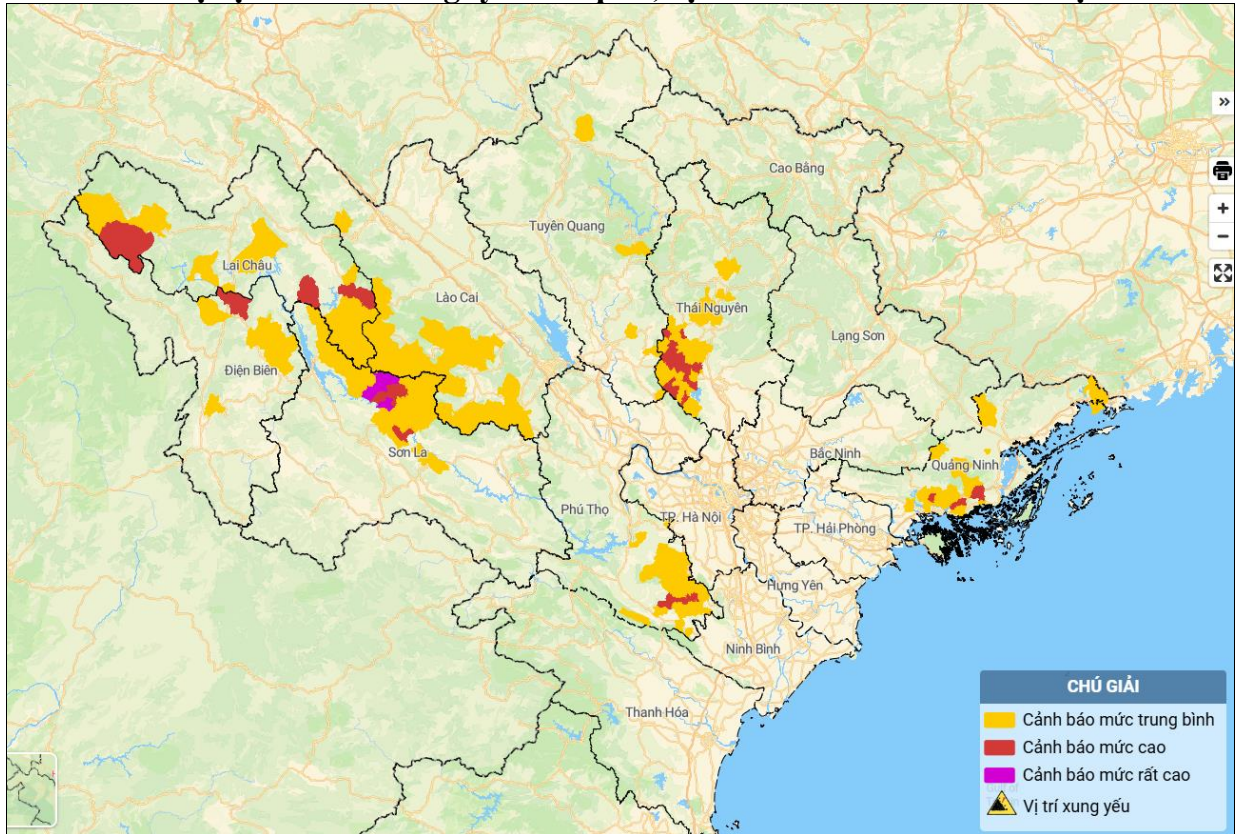 Cao Bằng
Tuyên Quang
Lai Châu
Lào Cai
Thái Nguyên
Lạng Sơn
Điện Biên
Sơn La
Bắc Ninh
Quảng Ninh
Phú Thọ
TP. Hà Nội
TP. Hải Phòng
Hưng Yên
Ninh Bình
Thanh Hóa
CHÚ GIẢI
Cảnh báo mức trung bình
Cảnh báo mức cao
Cảnh báo mức rất cao
Vị trí xung yếu